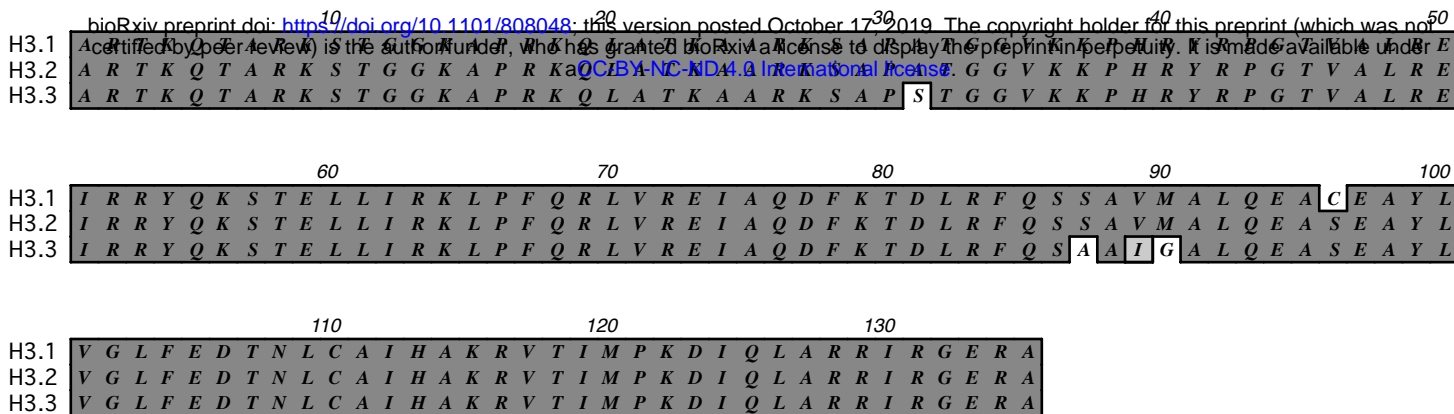 bioRxiv preprint doi: https://doi.org/10.1101/808048; this version posted October 17, 2019. The copyright holder for this preprint (which was not
certified by peer review) is the author/funder, who has granted bioRxiv a license to display the preprint in perpetuity. It is made available under
aCC-BY-NC-ND 4.0 International license.
10 20 30 40 50
H3.1 A R T K Q T A R K S T G G K A P R K Q L A T K A A R K S A P A T G G V K K P H R Y R P G T V A L R E
H3.2 A R T K Q T A R K S T G G K A P R K Q L A T K A A R K S A P A T G G V K K P H R Y R P G T V A L R E
H3.3 A R T K Q T A R K S T G G K A P R K Q L A T K A A R K S A P S T G G V K K P H R Y R P G T V A L R E
60 70 80 90 100
H3.1 I R R Y Q K S T E L L I R K L P F Q R L V R E I A Q D F K T D L R F Q S S A V M A L Q E A C E A Y L
H3.2 I R R Y Q K S T E L L I R K L P F Q R L V R E I A Q D F K T D L R F Q S S A V M A L Q E A S E A Y L
H3.3 I R R Y Q K S T E L L I R K L P F Q R L V R E I A Q D F K T D L R F Q S A A I G A L Q E A S E A Y L
110 120 130
H3.1 V G L F E D T N L C A I H A K R V T I M P K D I Q L A R R I R G E R A
H3.2 V G L F E D T N L C A I H A K R V T I M P K D I Q L A R R I R G E R A
H3.3 V G L F E D T N L C A I H A K R V T I M P K D I Q L A R R I R G E R A